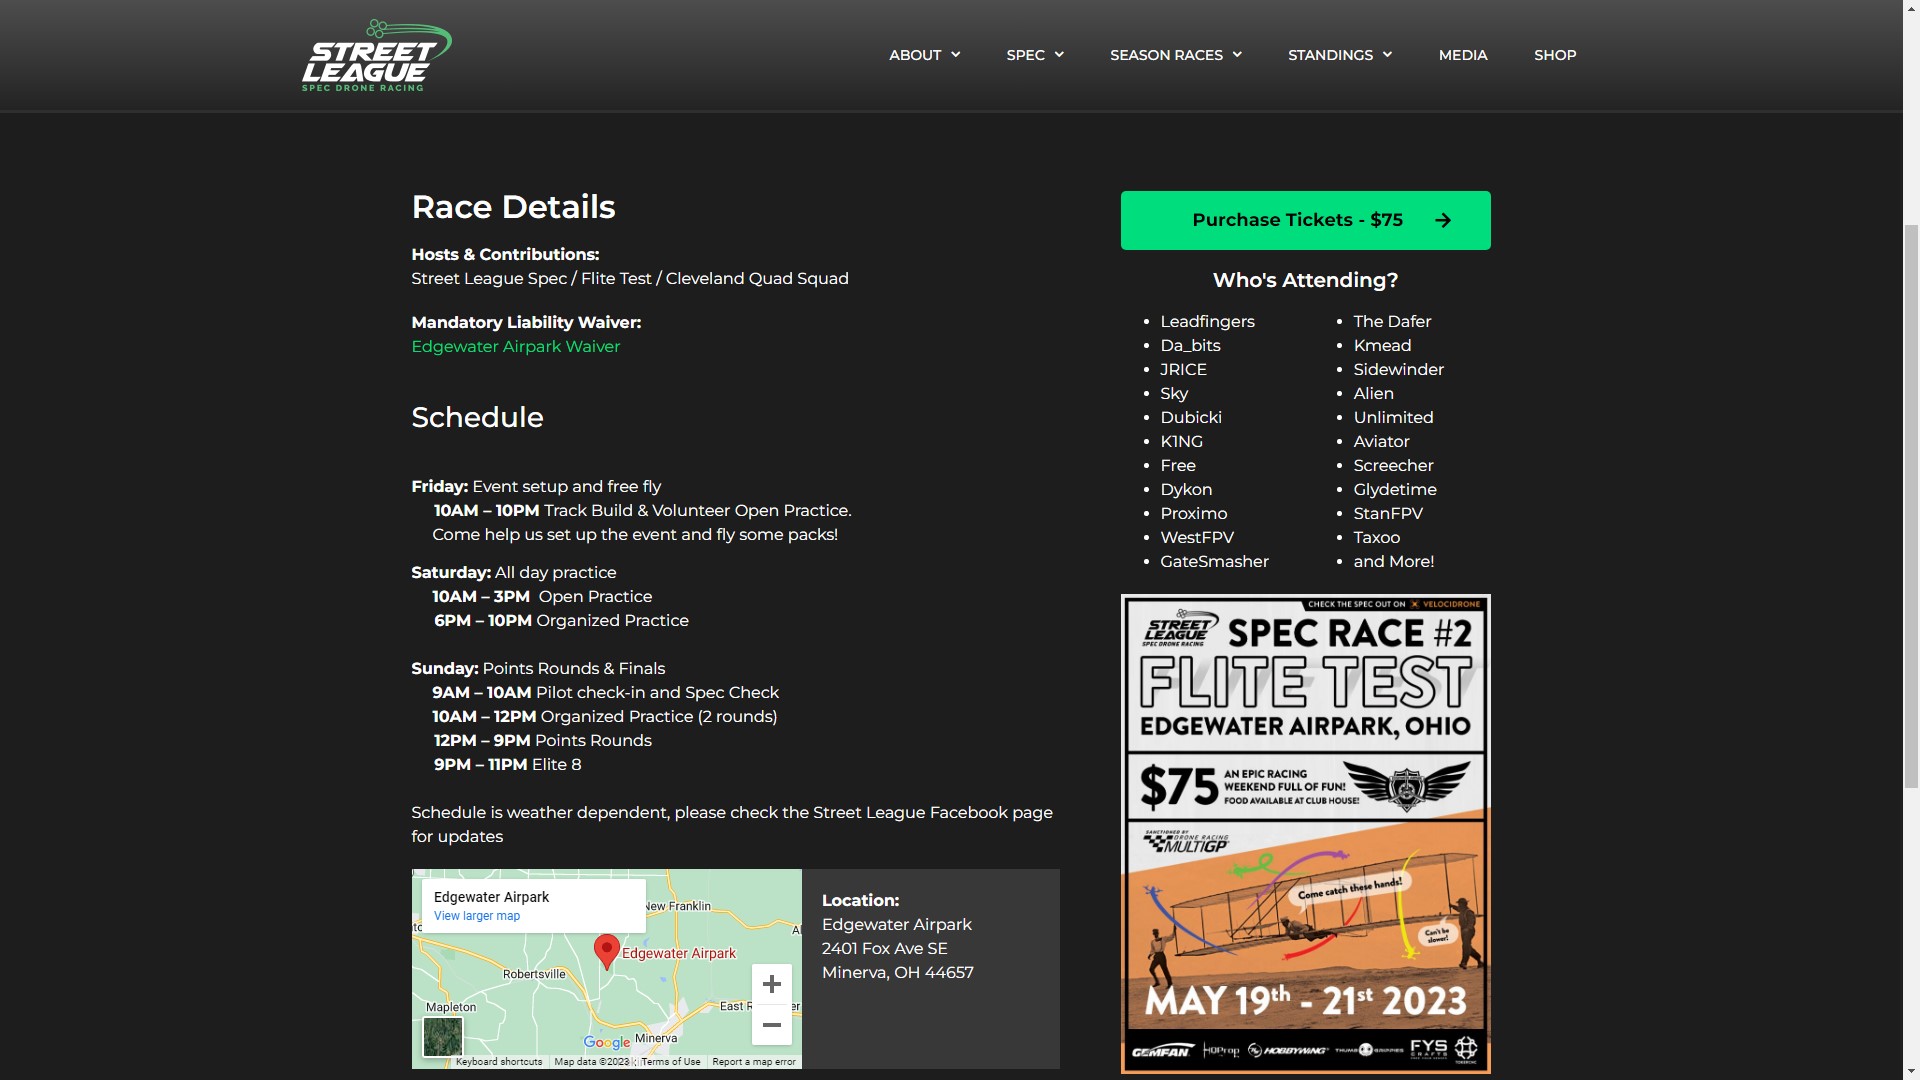 STREET
LEAGUE
SPEC DRONE RACING
ABOUT
SPEC
SEASON RACES
STANDINGS
MEDIA
SHOP
Race Details
Hosts & Contributions:
Street League Spec / Flite Test / Cleveland Quad Squad
Mandatory Liability Waiver:
Edgewater Airpark Waiver
Schedule
Friday: Event setup and free fly
10AM – 10PM Track Build & Volunteer Open Practice.
Come help us set up the event and fly some packs!
Saturday: All day practice
10AM – 3PM Open Practice
6PM – 10PM Organized Practice
Sunday: Points Rounds & Finals
9AM – 10AM Pilot check-in and Spec Check
10AM – 12PM Organized Practice (2 rounds)
12PM – 9PM Points Rounds
9PM – 11PM Elite 8
Schedule is weather dependent, please check the Street League Facebook page
for updates
Edgewater Airpark
View larger map
New Franklin
Edgewater Airpark
Robertsville
Mapleton
East R
Minerva
Google
Keyboard shortcuts
Map data ©2023
Terms of Use
Report a map error
Location:
Edgewater Airpark
2401 Fox Ave SE
Minerva, OH 44657
Purchase Tickets - $75
Who's Attending?
Leadfingers
Da_bits
JRICE
Sky
Dubicki
K1NG
Free
Dykon
Proximo
WestFPV
GateSmasher
The Dafer
Kmead
Sidewinder
Alien
Unlimited
Aviator
Screecher
Glydetime
StanFPV
Taxoo
and More!
CHECK THE SPEC OUT ON VELOCIDRONE
STREET
LEAGUE
SPEC DRONE RACING
SPEC RACE #2
FLITE TEST
EDGEWATER AIRPARK, OHIO
$75
AN EPIC RACING
WEEKEND FULL OF FUN!
FOOD AVAILABLE AT CLUB HOUSE!
SANCTIONED BY
DRONE RACING
MULTIGP
Come catch these hands!
Can't be
slower!
MAY 19th - 21st 2023
GEMFAN
HQProp
HOBBYWING
THUMB GRIPPIES
FYS
CRAFTS